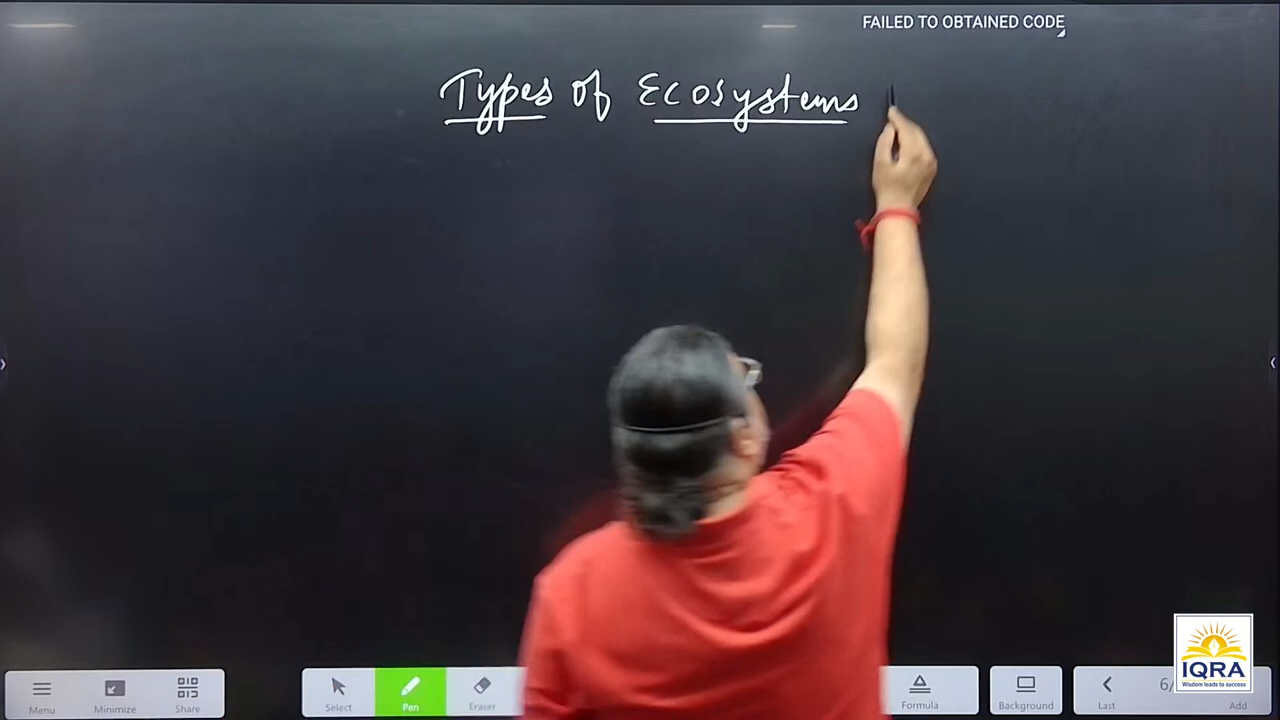 FAILED TO OBTAINED CODE
Types of Ecosystems
Menu
Minimize
Share
Select
Pen
Eraser
Formula
Background
Last
6/
Add
IQRA
Wisdom leads to success